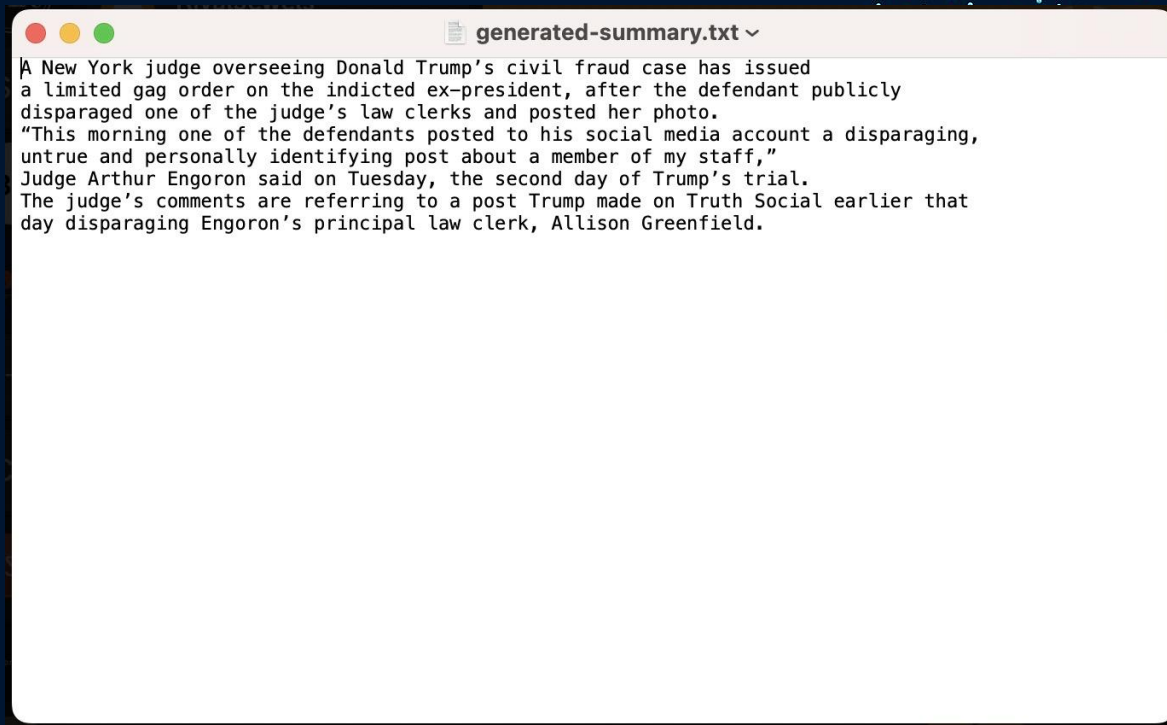 generated-summary.txt
A New York judge overseeing Donald Trump’s civil fraud case has issued
a limited gag order on the indicted ex-president, after the defendant publicly
disparaged one of the judge’s law clerks and posted her photo.
“This morning one of the defendants posted to his social media account a disparaging,
untrue and personally identifying post about a member of my staff,”
Judge Arthur Engoron said on Tuesday, the second day of Trump’s trial.
The judge’s comments are referring to a post Trump made on Truth Social earlier that
day disparaging Engoron’s principal law clerk, Allison Greenfield.